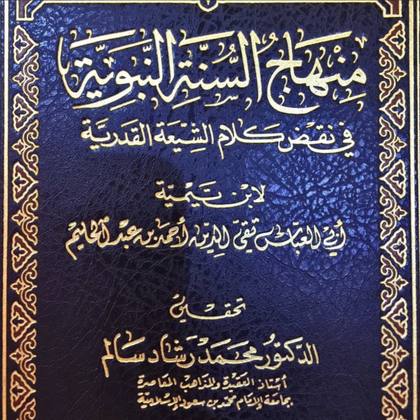 منهاج السنة النبوية
في نقض كلام الشيعة القدرية
لابن تيمية
أبي العباس تقي الدين أحمد بن عبد الحليم
تحقيق
الدكتور محمد رشاد سالم
أستاذ العقيدة والمذاهب المعاصرة
بجامعة الإمام محمد بن سعود الإسلامية